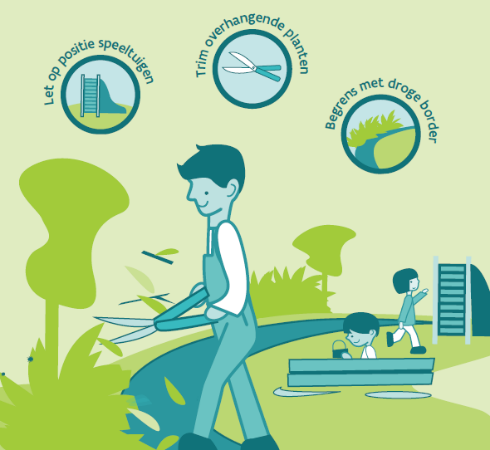 Let op positie speeltuigen
Trim overhangende planten
Begrens met droge border